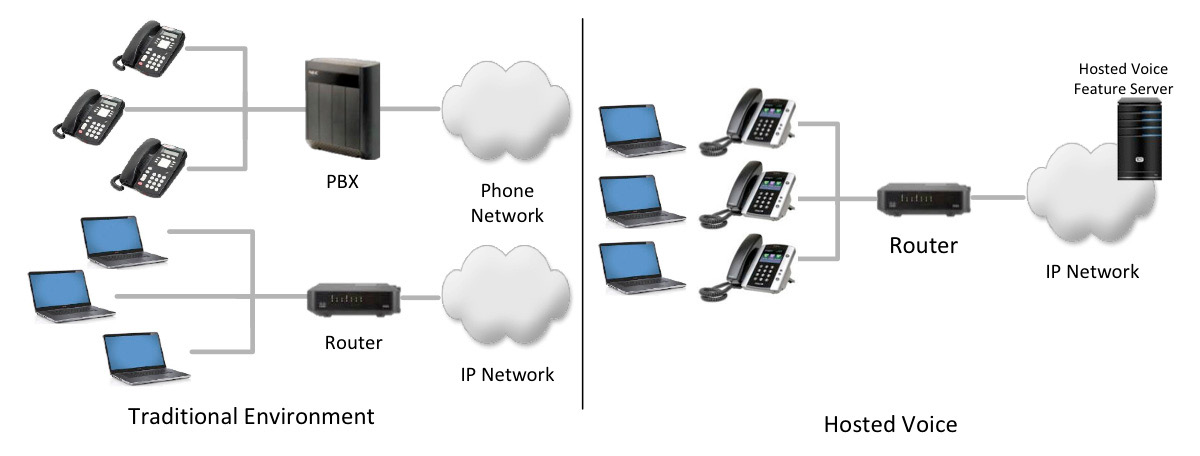 PBX
Phone
Network
Router
IP Network
Traditional Environment
Hosted Voice
Feature Server
Router
IP Network
Hosted Voice